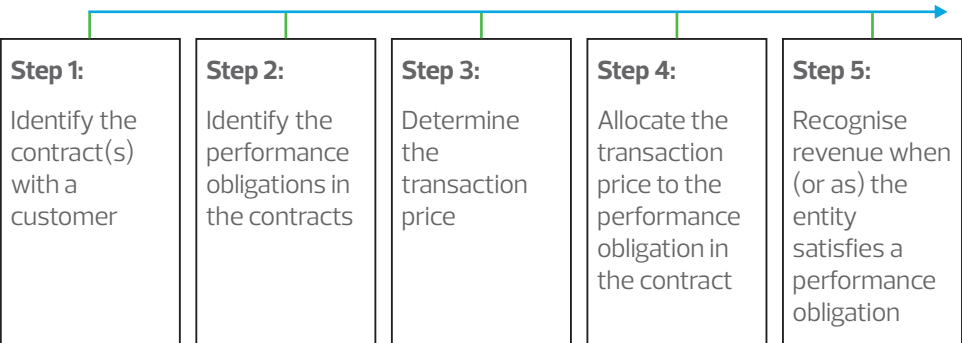 Step 1:
Identify the
contract(s)
with a
customer
Step 2:
Identify the
performance
obligations in
the contracts
Step 3:
Determine
the
transaction
price
Step 4:
Allocate the
transaction
price to the
performance
obligation in
the contract
Step 5:
Recognise
revenue when
(or as) the
entity
satisfies a
performance
obligation